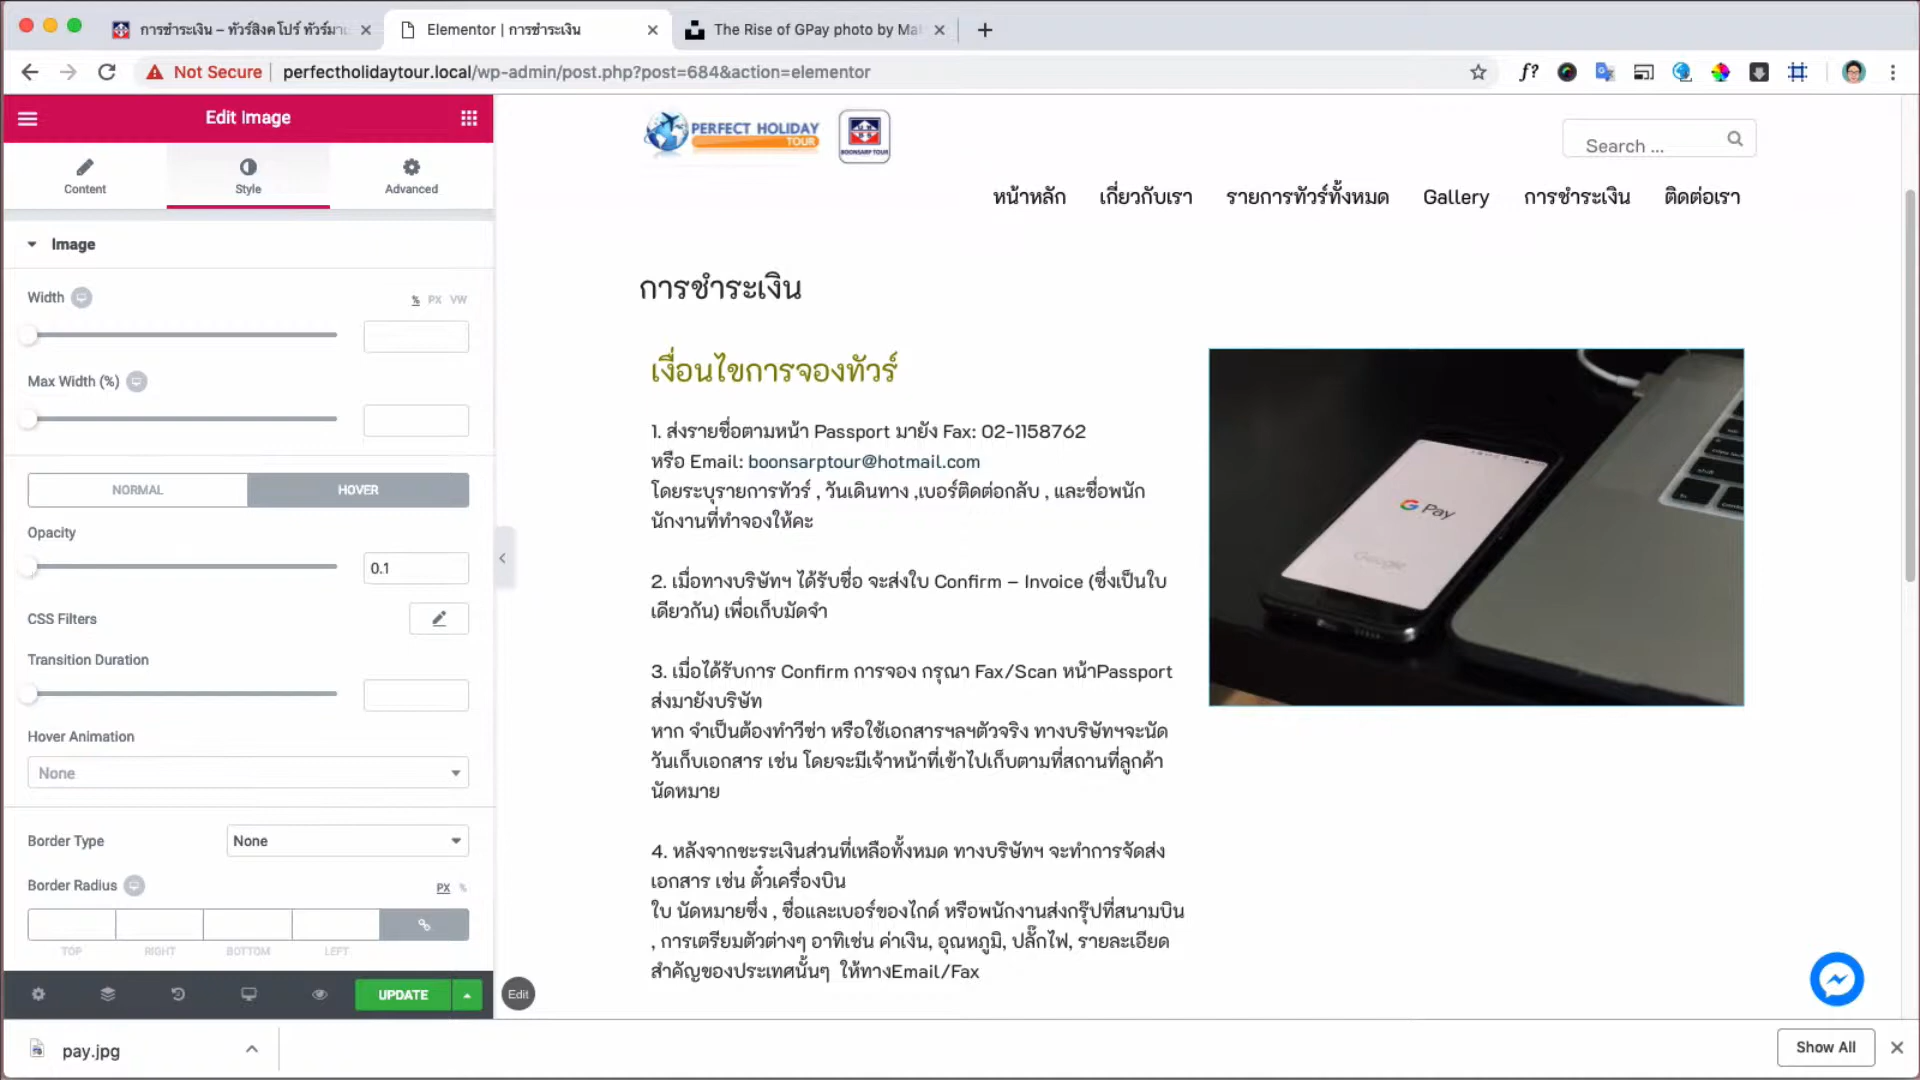 การชำระเงิน – ทัวร์สิงคโปร์ ทัวร์มาเ
Elementor | การชำระเงิน
The Rise of GPay photo by Ma
Not Secure
perfectholidaytour.local/wp-admin/post.php?post=684&action=elementor
f?
Edit Image
Content
Style
Advanced
Image
Width
% PX VW
Max Width (%)
NORMAL
HOVER
Opacity
0.1
CSS Filters
Transition Duration
Hover Animation
None
Border Type
None
Border Radius
PX %
TOP RIGHT BOTTOM LEFT
UPDATE
Edit
PERFECT HOLIDAY
TOUR
BOONSARP TOUR
Search ...
หน้าหลัก เกี่ยวกับเรา รายการทัวร์ทั้งหมด Gallery การชำระเงิน ติดต่อเรา
การชำระเงิน
เงื่อนไขการจองทัวร์
1. ส่งรายชื่อตามหน้า Passport มายัง Fax: 02-1158762
หรือ Email: boonsarptour@hotmail.com
โดยระบุรายการทัวร์ , วันเดินทาง ,เบอร์ติดต่อกลับ , และชื่อพนัก
นักงานที่ทำจองให้คะ
2. เมื่อทางบริษัทฯ ได้รับชื่อ จะส่งใบ Confirm – Invoice (ซึ่งเป็นใบ
เดียวกัน) เพื่อเก็บมัดจำ
3. เมื่อได้รับการ Confirm การจอง กรุณา Fax/Scan หน้าPassport
ส่งมายังบริษัท
หาก จำเป็นต้องทำวีซ่า หรือใช้เอกสารฯลฯตัวจริง ทางบริษัทฯจะนัด
วันเก็บเอกสาร เช่น โดยจะมีเจ้าหน้าที่เข้าไปเก็บตามที่สถานที่ลูกค้า
นัดหมาย
4. หลังจากชะระเงินส่วนที่เหลือทั้งหมด ทางบริษัทฯ จะทำการจัดส่ง
เอกสาร เช่น ตั๋วเครื่องบิน
ใบ นัดหมายซึ่ง , ชื่อและเบอร์ของไกด์ หรือพนักงานส่งกรุ๊ปที่สนามบิน
, การเตรียมตัวต่างๆ อาทิเช่น ค่าเงิน, อุณหภูมิ, ปลั๊กไฟ, รายละเอียด
สำคัญของประเทศนั้นๆ ให้ทางEmail/Fax
G Pay
Google
pay.jpg
Show All